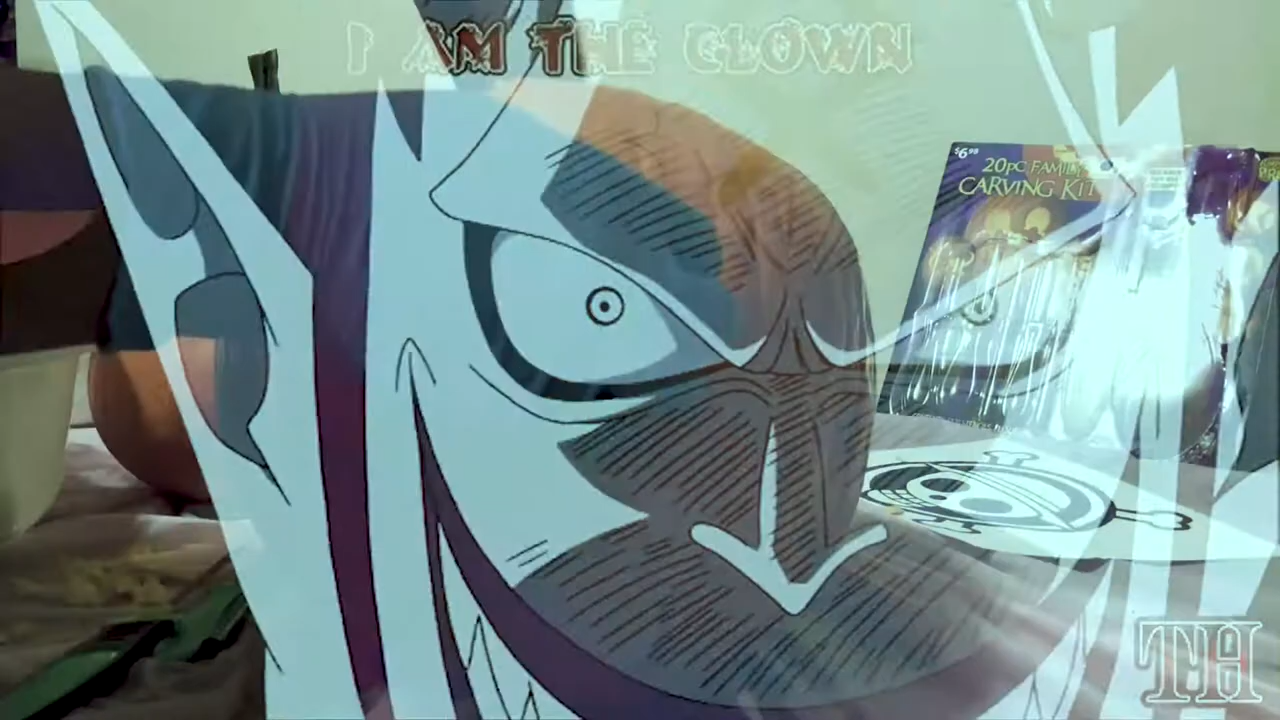 I AM THE CLOWN
$6.99
20PC FAMILY
CARVING KIT
TH